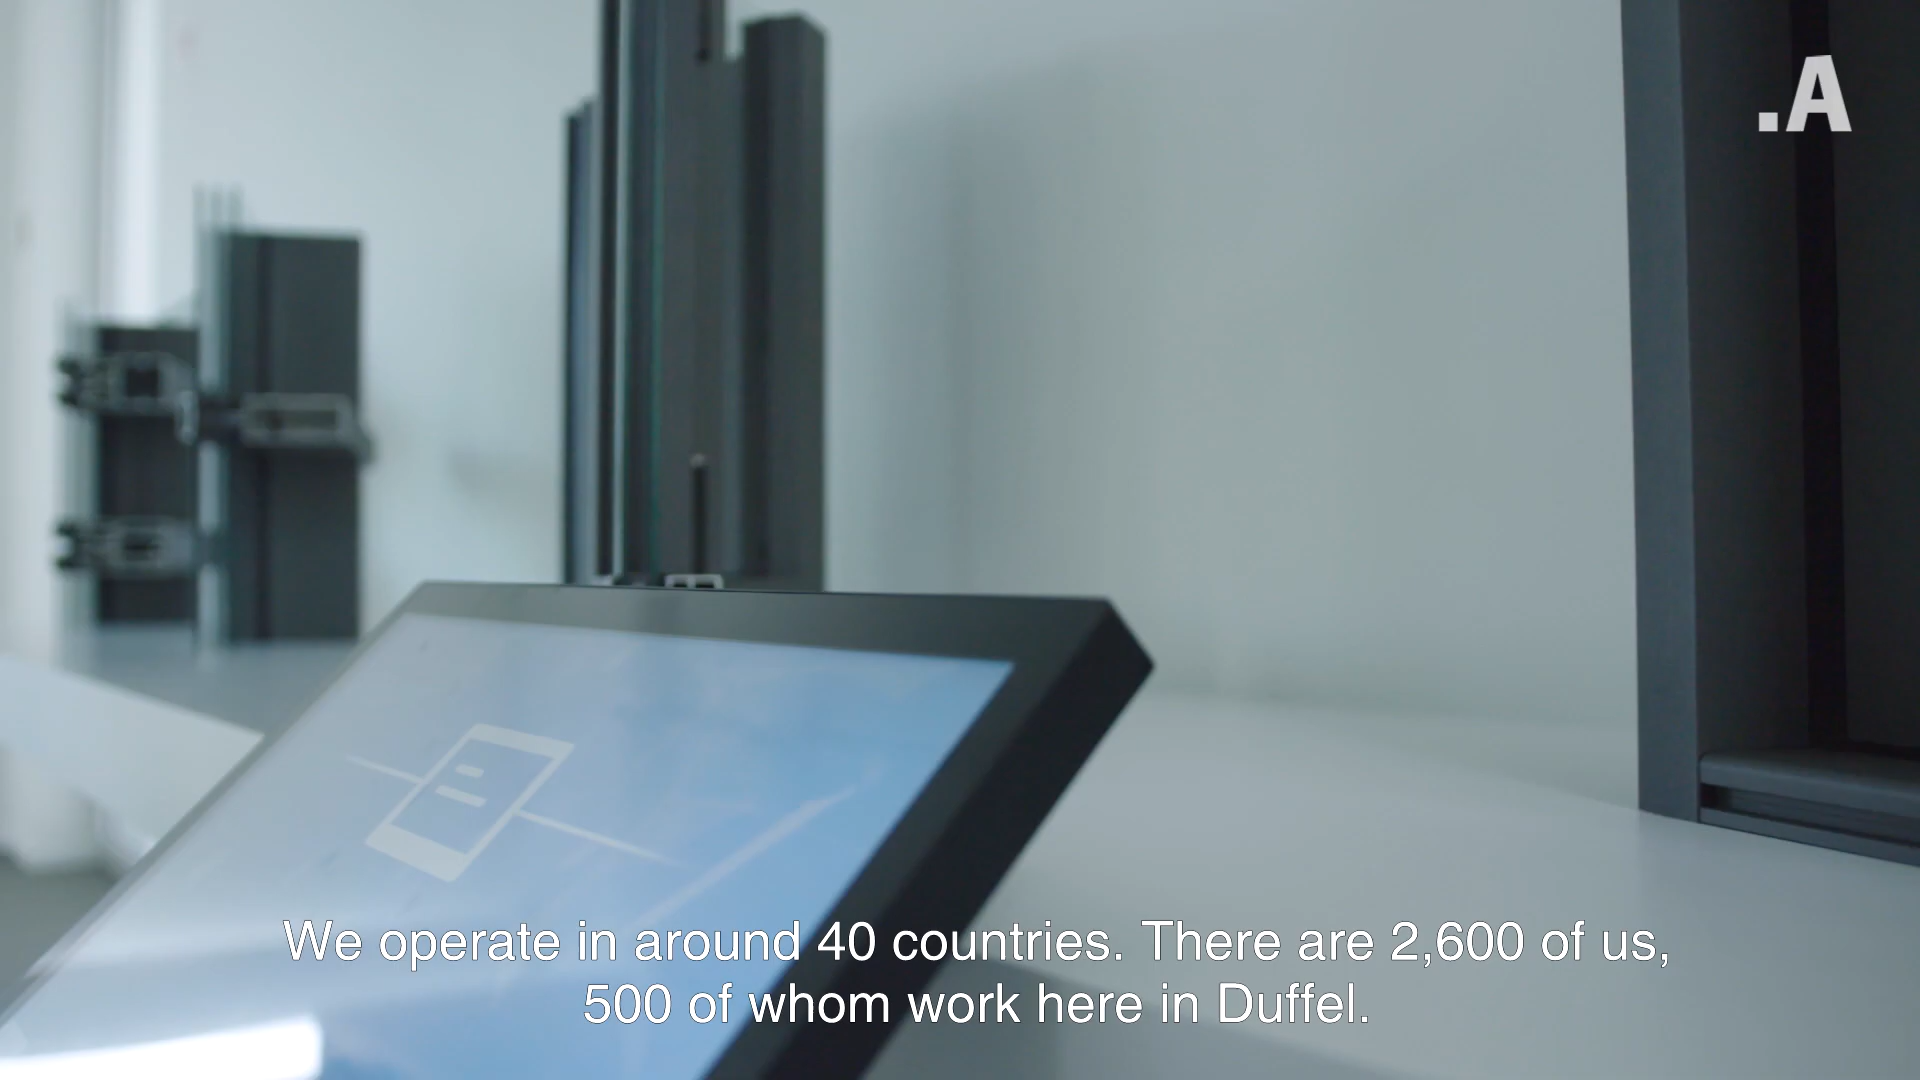 .A
We operate in around 40 countries. There are 2,600 of us,
500 of whom work here in Duffel.